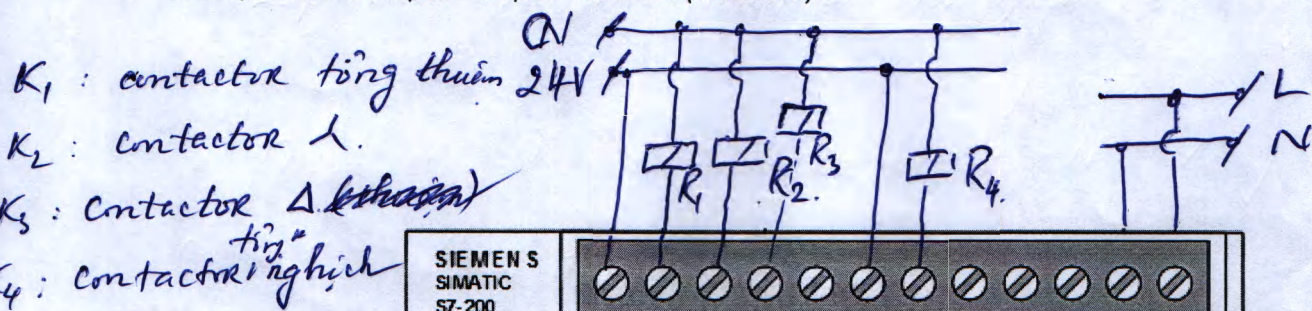 0V
K₁ : contactor tổng thuận 24V
K₂ : contactor Y.
K₃ : contactor Δ
K₄ : contactor tổng nghịch
R₁ R₂. R₃ R₄.
L
N
SIEMENS
SIMATIC
S7-200